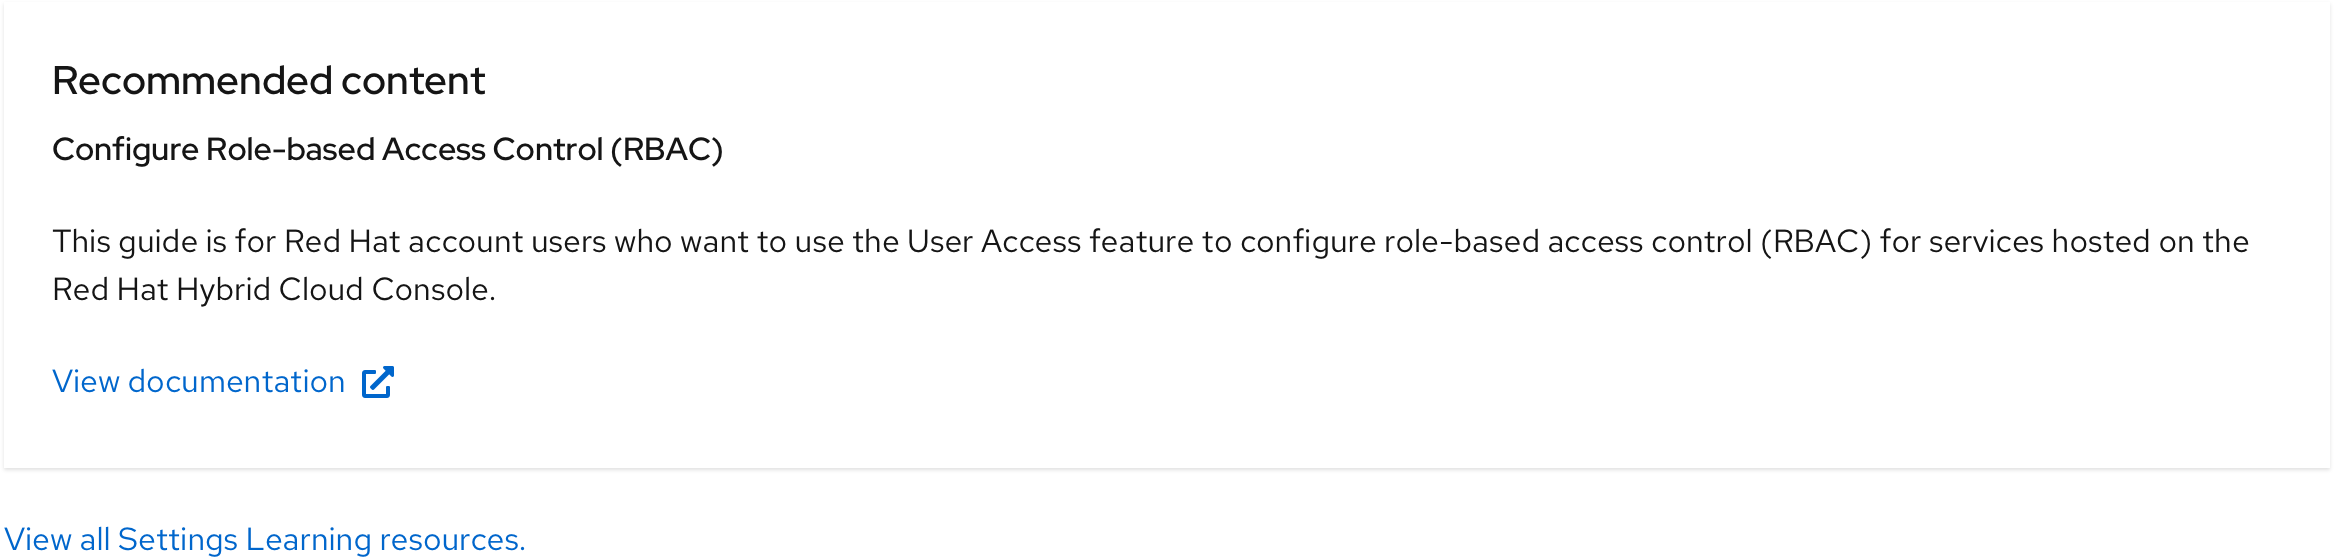 Recommended content
Configure Role-based Access Control (RBAC)
This guide is for Red Hat account users who want to use the User Access feature to configure role-based access control (RBAC) for services hosted on the
Red Hat Hybrid Cloud Console.
View documentation
View all Settings Learning resources.